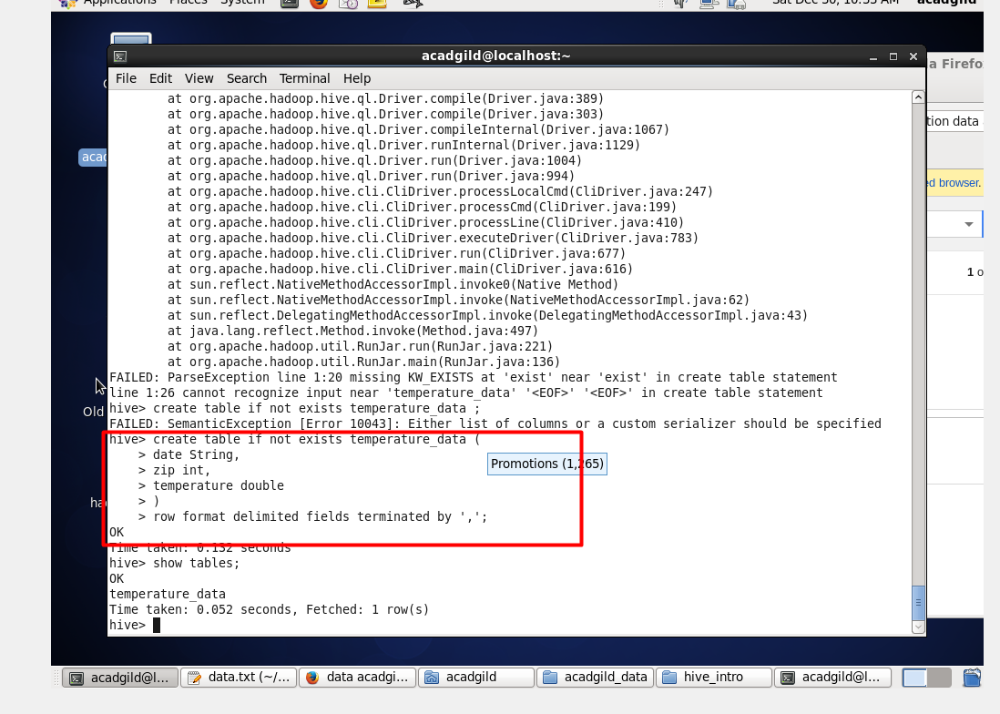 Applications Places System Sat Dec 30, 10:33 AM acadgild
acadgild@localhost:~
File Edit View Search Terminal Help
at org.apache.hadoop.hive.ql.Driver.compile(Driver.java:389)
at org.apache.hadoop.hive.ql.Driver.compile(Driver.java:303)
at org.apache.hadoop.hive.ql.Driver.compileInternal(Driver.java:1067)
at org.apache.hadoop.hive.ql.Driver.runInternal(Driver.java:1129)
at org.apache.hadoop.hive.ql.Driver.run(Driver.java:1004)
at org.apache.hadoop.hive.ql.Driver.run(Driver.java:994)
at org.apache.hadoop.hive.cli.CliDriver.processLocalCmd(CliDriver.java:247)
at org.apache.hadoop.hive.cli.CliDriver.processCmd(CliDriver.java:199)
at org.apache.hadoop.hive.cli.CliDriver.processLine(CliDriver.java:410)
at org.apache.hadoop.hive.cli.CliDriver.executeDriver(CliDriver.java:783)
at org.apache.hadoop.hive.cli.CliDriver.run(CliDriver.java:677)
at org.apache.hadoop.hive.cli.CliDriver.main(CliDriver.java:616)
at sun.reflect.NativeMethodAccessorImpl.invoke0(Native Method)
at sun.reflect.NativeMethodAccessorImpl.invoke(NativeMethodAccessorImpl.java:62)
at sun.reflect.DelegatingMethodAccessorImpl.invoke(DelegatingMethodAccessorImpl.java:43)
at java.lang.reflect.Method.invoke(Method.java:497)
at org.apache.hadoop.util.RunJar.run(RunJar.java:221)
at org.apache.hadoop.util.RunJar.main(RunJar.java:136)
FAILED: ParseException line 1:20 missing KW_EXISTS at 'exist' near 'exist' in create table statement
line 1:26 cannot recognize input near 'temperature_data' '<EOF>' '<EOF>' in create table statement
hive> create table if not exists temperature_data ;
FAILED: SemanticException [Error 10043]: Either list of columns or a custom serializer should be specified
hive> create table if not exists temperature_data (
> date String,
> zip int,
> temperature double
> )
> row format delimited fields terminated by ',';
OK
Time taken: 0.132 seconds
hive> show tables;
OK
temperature_data
Time taken: 0.052 seconds, Fetched: 1 row(s)
hive>
Promotions (1,265)
acad
Old
ha
a Firefo
tion data
ed browser.
1 o
acadgild@l... data.txt (~/... data acadgi... acadgild acadgild_data hive_intro acadgild@l...